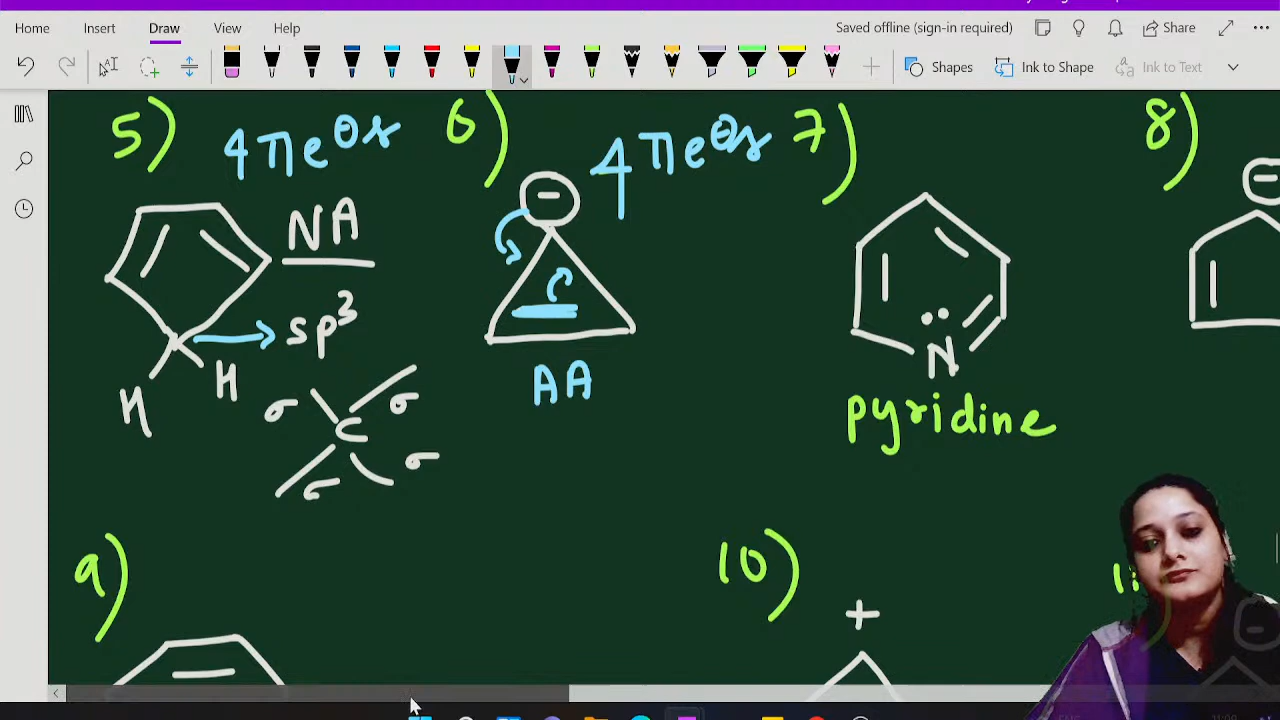 Home Insert Draw View Help Saved offline (sign-in required) Share
Shapes Ink to Shape Ink to Text
5) 4πe⊖s 6) 4πe⊖s 7) 8)
NA
sp³
H H
σ C σ
σ σ
−
AA
N
pyridine
−
9) 10) 11)
+
−